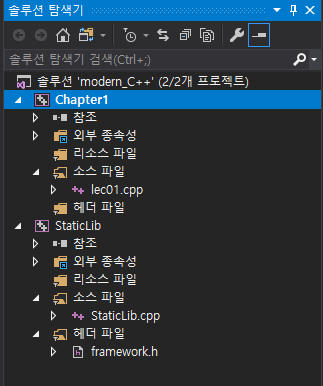 솔루션 탐색기
솔루션 탐색기 검색(Ctrl+;)
솔루션 'modern_C++' (2/2개 프로젝트)
Chapter1
참조
외부 종속성
리소스 파일
소스 파일
lec01.cpp
헤더 파일
StaticLib
참조
외부 종속성
리소스 파일
소스 파일
StaticLib.cpp
헤더 파일
framework.h